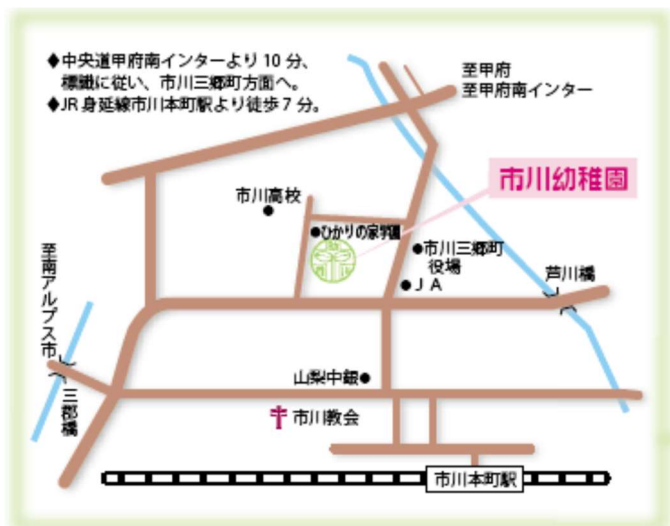 ◆中央道甲府南インターより10分、
標識に従い、市川三郷町方面へ。
◆JR身延線市川本町駅より徒歩7分。
至甲府
至甲府南インター
市川幼稚園
市川高校
ひかりの家学園
市川三郷町
役場
JA
芦川橋
至南アルプス市
三郡橋
山梨中銀
市川教会
市川本町駅